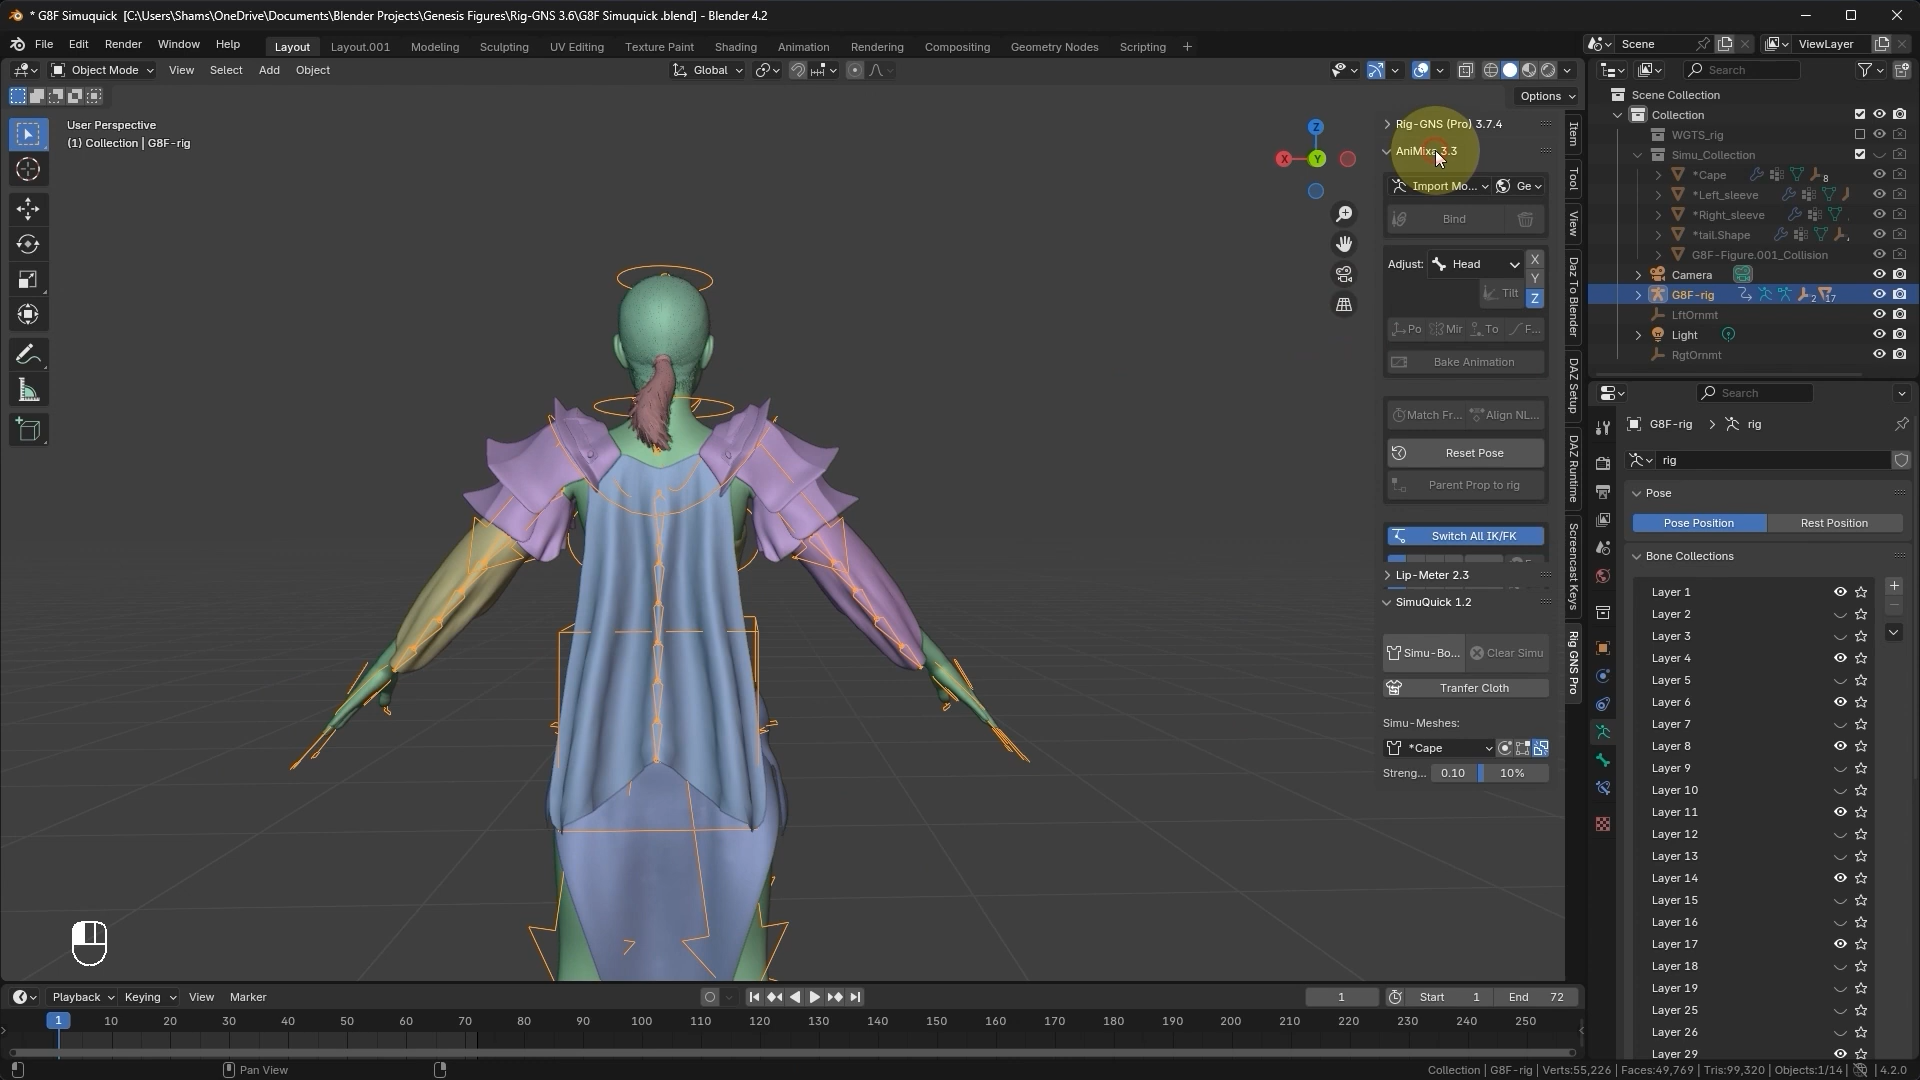 * G8F Simuquick  [C:\Users\Shams\OneDrive\Documents\Blender Projects\Genesis Figures\Rig-GNS 3.6\G8F Simuquick .blend] - Blender 4.2
File Edit Render Window Help
Layout Layout.001 Modeling Sculpting UV Editing Texture Paint Shading Animation Rendering Compositing Geometry Nodes Scripting +
Scene ViewLayer
Object Mode View Select Add Object Global
Search
Options
User Perspective
(1) Collection | G8F-rig
Z
X
Y
Rig-GNS (Pro) 3.7.4
AniMixa 3.3
Import Mo... Ge
Bind
Adjust: Head X
Y
Tilt Z
Po Mir To F...
Bake Animation
Match Fr... Align NL...
Reset Pose
Parent Prop to rig
Switch All IK/FK
Lip-Meter 2.3
SimuQuick 1.2
Simu-Bo... Clear Simu
Tranfer Cloth
Simu-Meshes:
*Cape
Streng... 0.10 10%
Item
Tool
View
Daz To Blender
DAZ Setup
DAZ Runtime
Screencast Keys
Rig GNS Pro
Scene Collection
Collection
WGTS_rig
Simu_Collection
*Cape 8
*Left_sleeve
*Right_sleeve
*tail.Shape
G8F-Figure.001_Collision
Camera
G8F-rig 2 17
LftOrnmt
Light
RgtOrnmt
Search
G8F-rig > rig
rig
Pose
Pose Position Rest Position
Bone Collections
Layer 1
Layer 2
Layer 3
Layer 4
Layer 5
Layer 6
Layer 7
Layer 8
Layer 9
Layer 10
Layer 11
Layer 12
Layer 13
Layer 14
Layer 15
Layer 16
Layer 17
Layer 18
Layer 19
Layer 25
Layer 26
Layer 29
Playback Keying View Marker
1 Start 1 End 72
1 10 20 30 40 50 60 70 80 90 100 110 120 130 140 150 160 170 180 190 200 210 220 230 240 250
Pan View
Collection | G8F-rig | Verts:55,226 | Faces:49,769 | Tris:99,320 | Objects:1/14 | 4.2.0